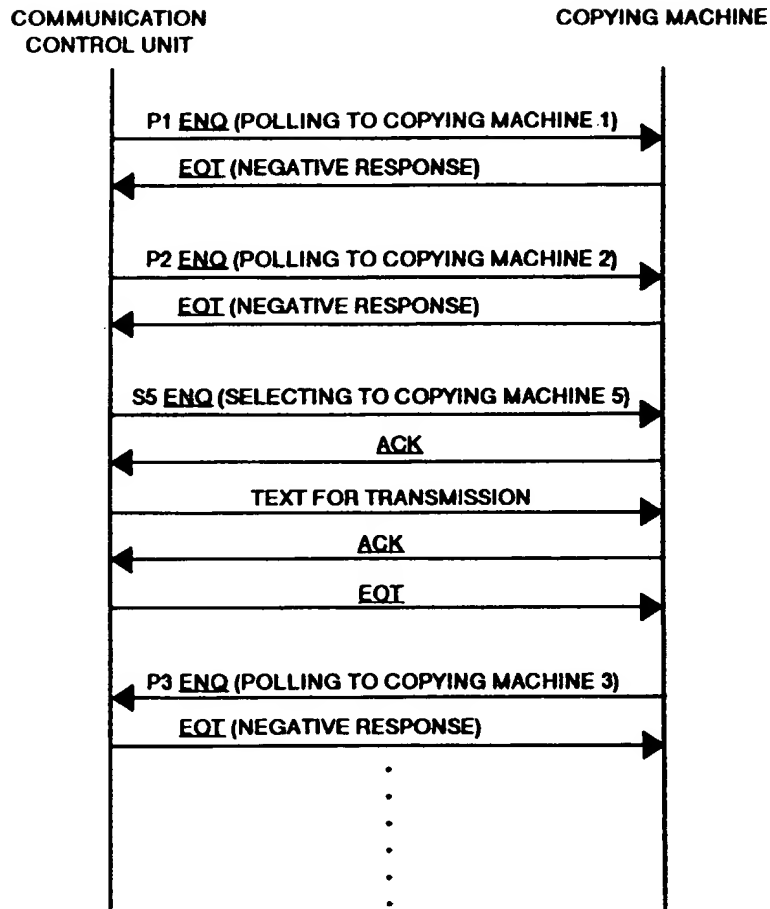 COMMUNICATION
CONTROL UNIT
COPYING MACHINE
P1 ENQ (POLLING TO COPYING MACHINE 1)
EOT (NEGATIVE RESPONSE)
P2 ENQ (POLLING TO COPYING MACHINE 2)
EOT (NEGATIVE RESPONSE)
S5 ENQ (SELECTING TO COPYING MACHINE 5)
ACK
TEXT FOR TRANSMISSION
ACK
EOT
P3 ENQ (POLLING TO COPYING MACHINE 3)
EOT (NEGATIVE RESPONSE)